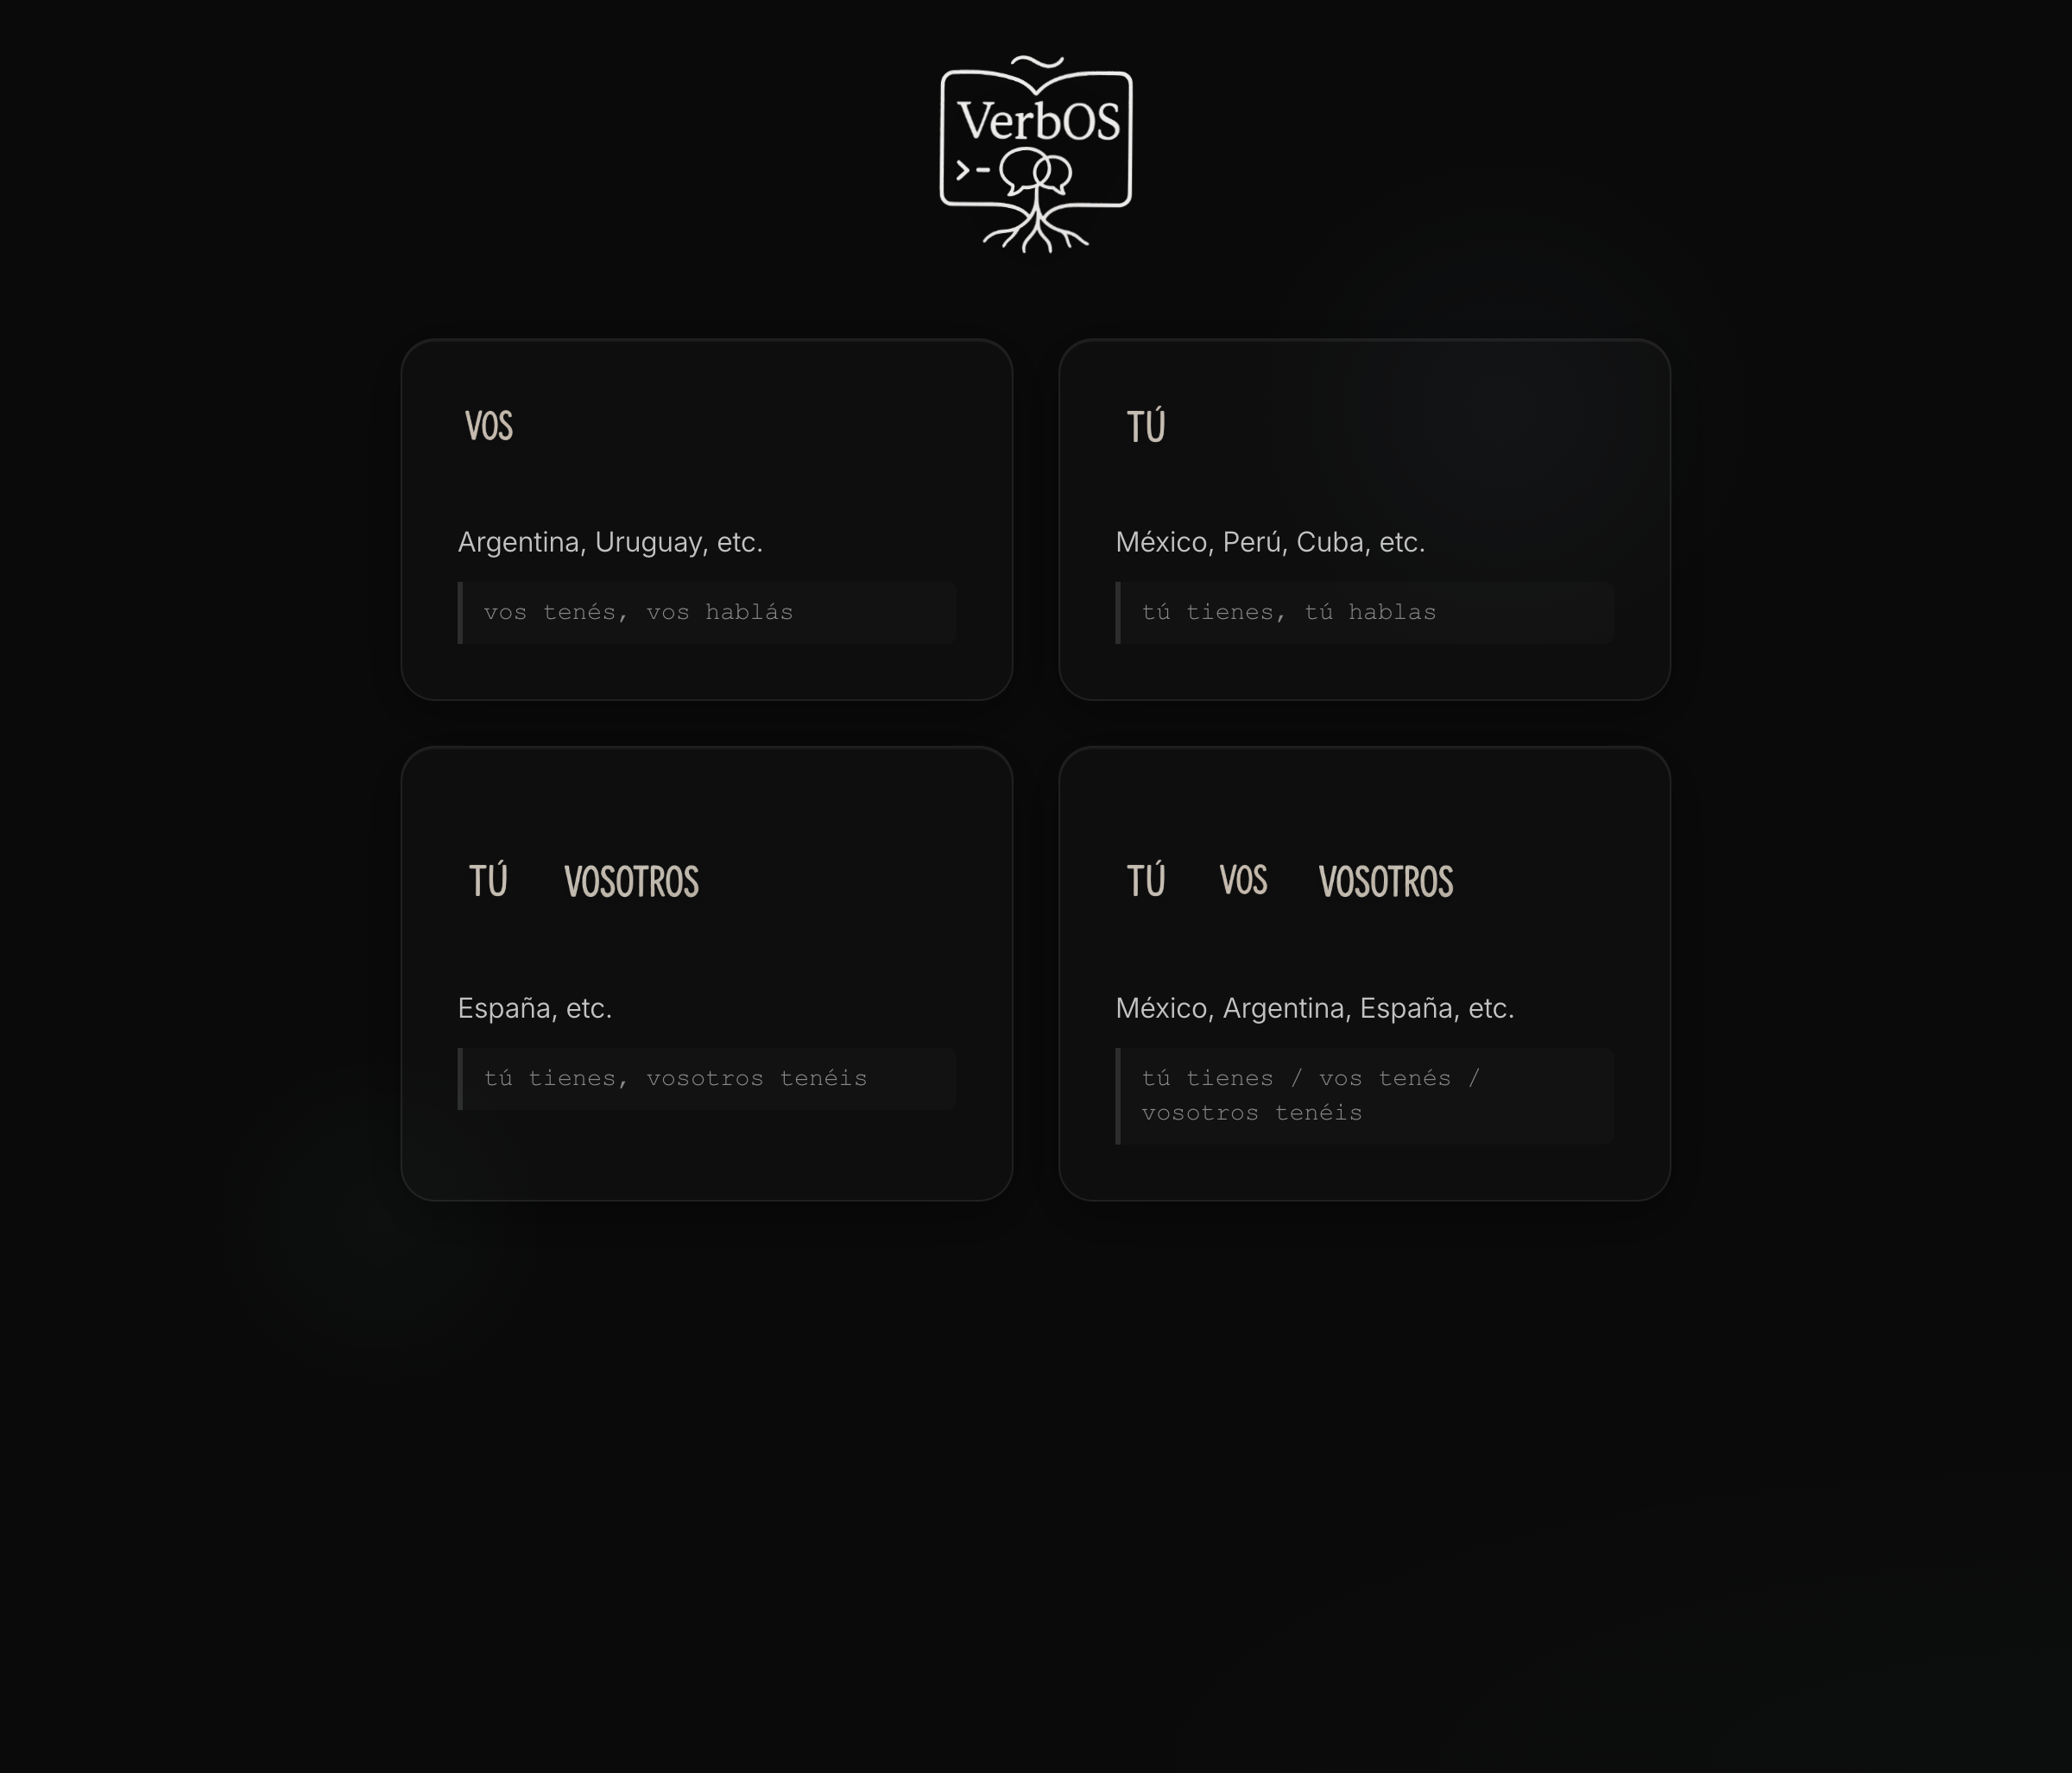 VerbOS
>-
VOS
Argentina, Uruguay, etc.
vos tenés, vos hablás
TÚ
México, Perú, Cuba, etc.
tú tienes, tú hablas
TÚ VOSOTROS
España, etc.
tú tienes, vosotros tenéis
TÚ VOS VOSOTROS
México, Argentina, España, etc.
tú tienes / vos tenés /
vosotros tenéis